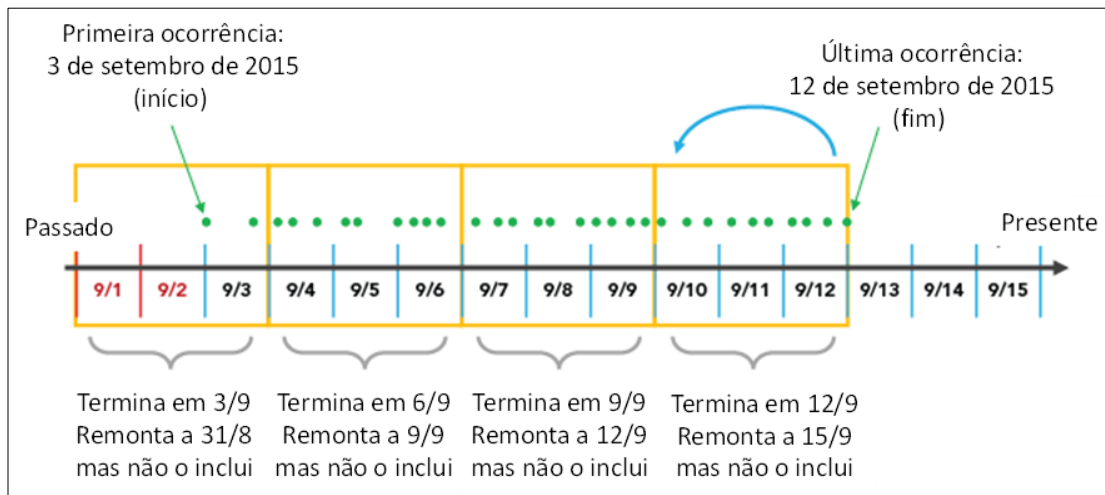 Primeira ocorrência:
3 de setembro de 2015
(início)
Última ocorrência:
12 de setembro de 2015
(fim)
Passado
Presente
9/1 9/2 9/3 9/4 9/5 9/6 9/7 9/8 9/9 9/10 9/11 9/12 9/13 9/14 9/15
Termina em 3/9
Remonta a 31/8
mas não o inclui
Termina em 6/9
Remonta a 9/9
mas não o inclui
Termina em 9/9
Remonta a 12/9
mas não o inclui
Termina em 12/9
Remonta a 15/9
mas não o inclui